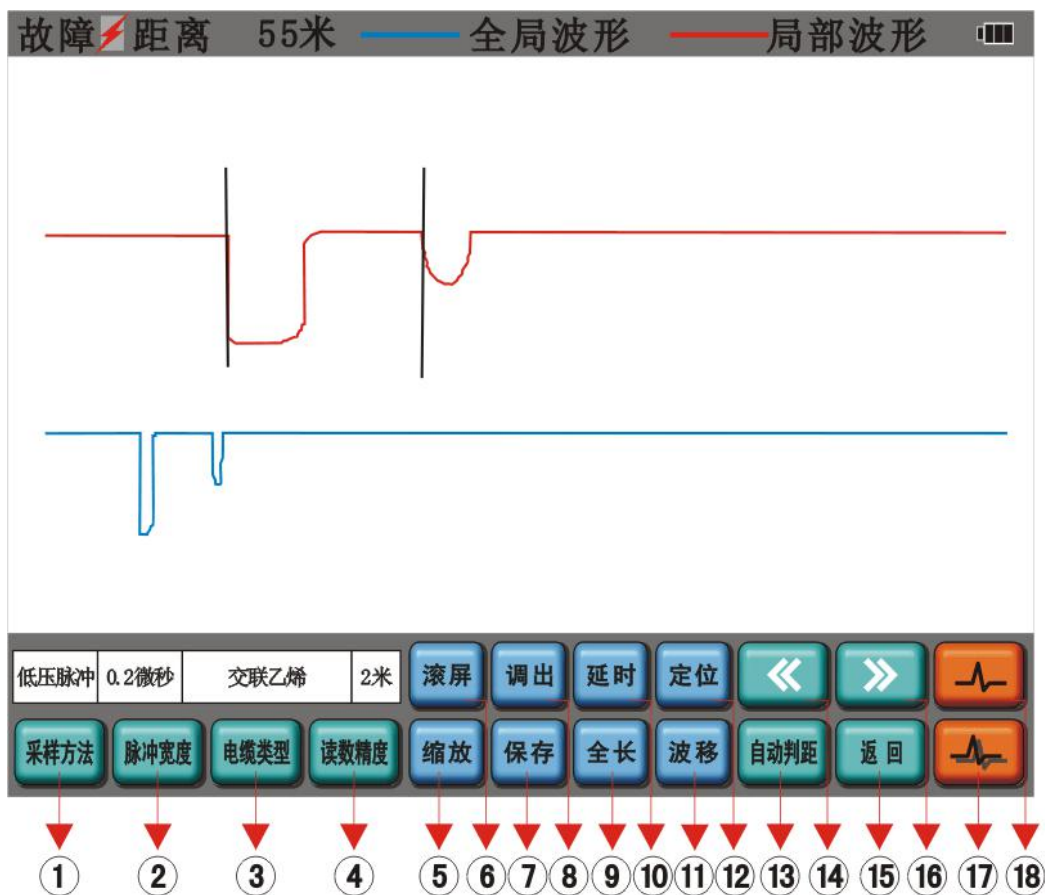 故障 距离 55米 全局波形 局部波形
低压脉冲 0.2微秒 交联乙烯 2米 滚屏 调出 延时 定位
采样方法 脉冲宽度 电缆类型 读数精度 缩放 保存 全长 波移 自动判距 返回
① ② ③ ④ ⑤ ⑥ ⑦ ⑧ ⑨ ⑩ ⑪ ⑫ ⑬ ⑭ ⑮ ⑯ ⑰ ⑱